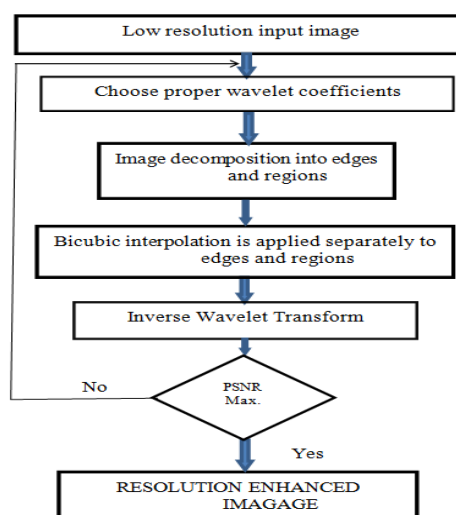 Low resolution input image
Choose proper wavelet coefficients
Image decomposition into edges
and regions
Bicubic interpolation is applied separately to
edges and regions
Inverse Wavelet Transform
No
PSNR
Max.
Yes
RESOLUTION ENHANCED
IMAGAGE